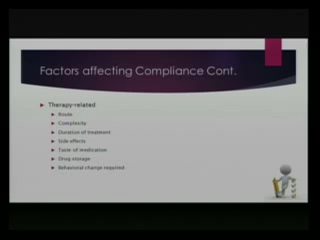 Factors affecting Compliance Cont.
Therapy-related
Route
Complexity
Duration of treatment
Side effects
Taste of medication
Drug storage
Behavioral change required.